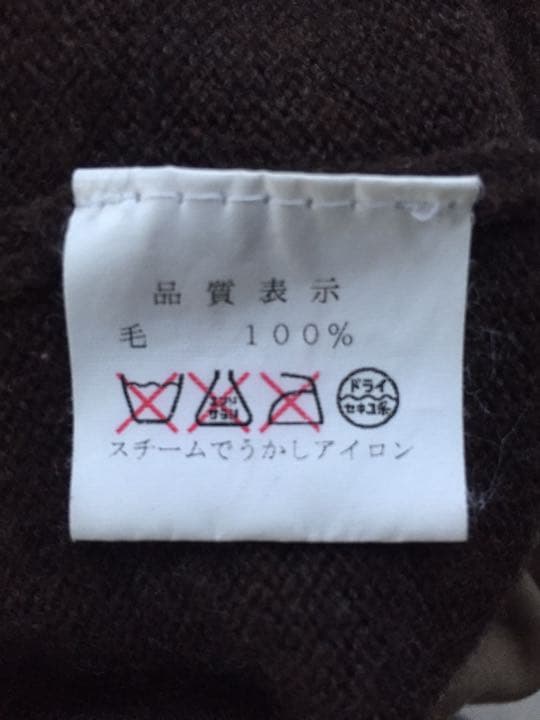 品質表示
毛 100%
エンソ サラシ ドライ セキユ系
スチームでうかしアイロン